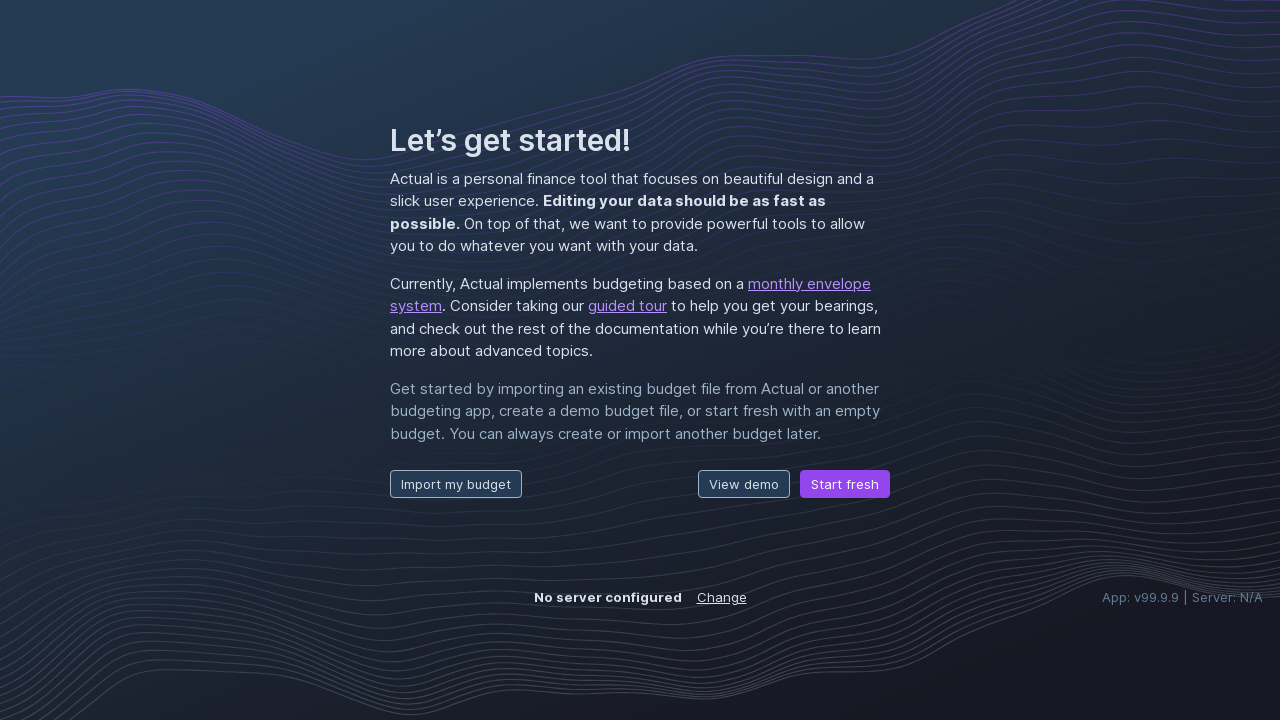 Let’s get started!
Actual is a personal finance tool that focuses on beautiful design and a
slick user experience. Editing your data should be as fast as
possible. On top of that, we want to provide powerful tools to allow
you to do whatever you want with your data.
Currently, Actual implements budgeting based on a monthly envelope
system. Consider taking our guided tour to help you get your bearings,
and check out the rest of the documentation while you’re there to learn
more about advanced topics.
Get started by importing an existing budget file from Actual or another
budgeting app, create a demo budget file, or start fresh with an empty
budget. You can always create or import another budget later.
Import my budget View demo Start fresh
No server configured Change App: v99.9.9 | Server: N/A